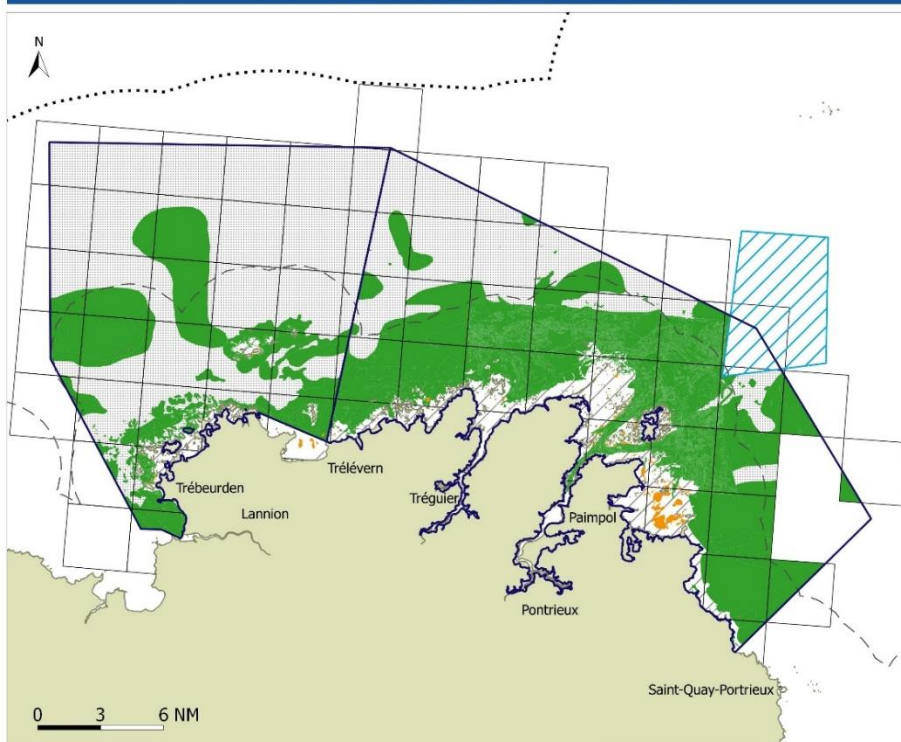 N
Trélévern
Trébeurden
Tréguier
Lannion
Paimpol
Pontrieux
Saint-Quay-Portrieux
0 3 6 NM